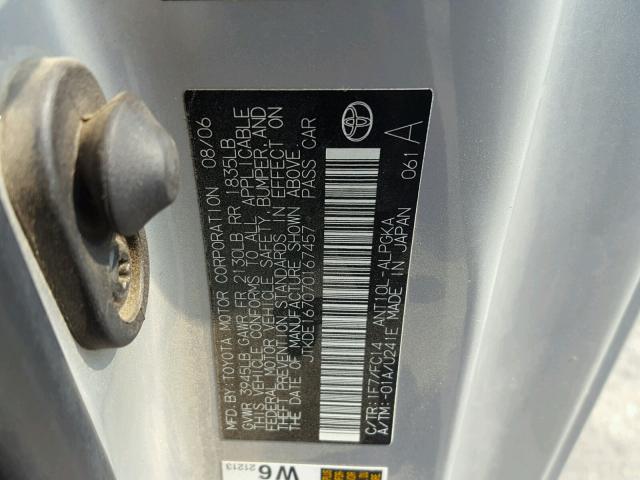 MFD. BY: TOYOTA MOTOR CORPORATION 08/06
GVWR 3945LB GAWR FR 2130LB RR 1835LB
THIS VEHICLE CONFORMS TO ALL APPLICABLE
FEDERAL MOTOR VEHICLE SAFETY, BUMPER, AND
THEFT PREVENTION STANDARDS IN EFFECT ON
THE DATE OF MANUFACTURE SHOWN ABOVE.
JTKDE167070167457 PASS CAR
C/TR: 1F7/FC14 ANT10L-ALPGKA
A/TM: -01A/U241E MADE IN JAPAN
061 A
W6
21213